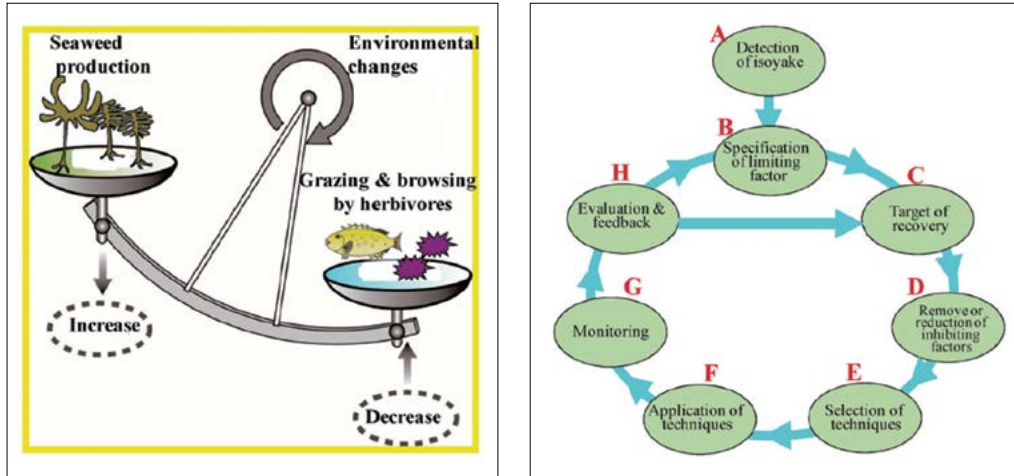 Seaweed
production
Environmental
changes
Grazing & browsing
by herbivores
Increase
Decrease
A
Detection
of isoyake
B
Specification
of limiting
factor
C
Target of
recovery
D
Remove or
reduction of
inhibiting
factors
E
Selection of
techniques
F
Application of
techniques
G
Monitoring
H
Evaluation &
feedback